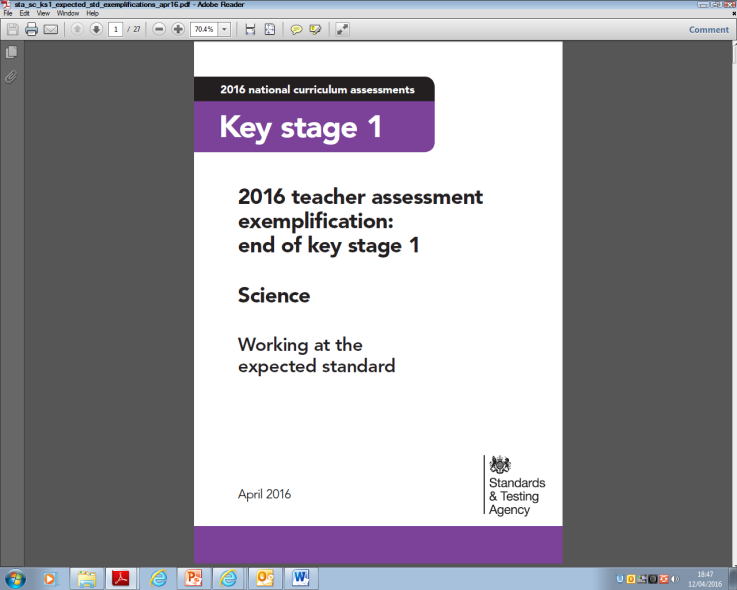 sta_sc_ks1_expected_std_exemplifications_apr16.pdf - Adobe Reader
File Edit View Window Help
1 / 27 70.4% Comment
2016 national curriculum assessments
Key stage 1
2016 teacher assessment
exemplification:
end of key stage 1
Science
Working at the
expected standard
April 2016
Standards
& Testing
Agency
18:47
12/04/2016